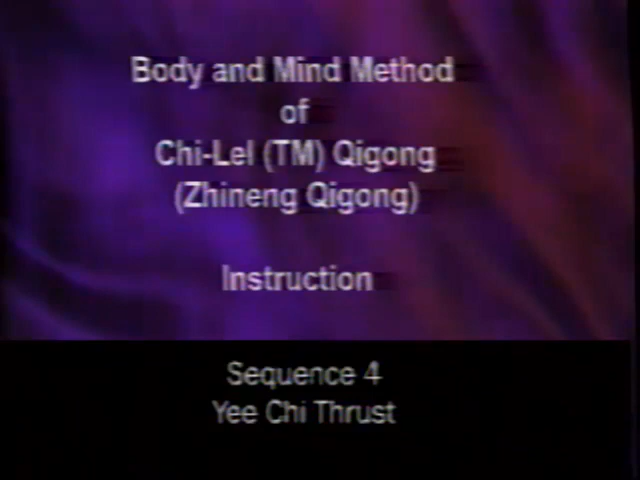 Body and Mind Method
of
Chi-Lel (TM) Qigong
(Zhineng Qigong)
Instruction
Sequence 4
Yee Chi Thrust